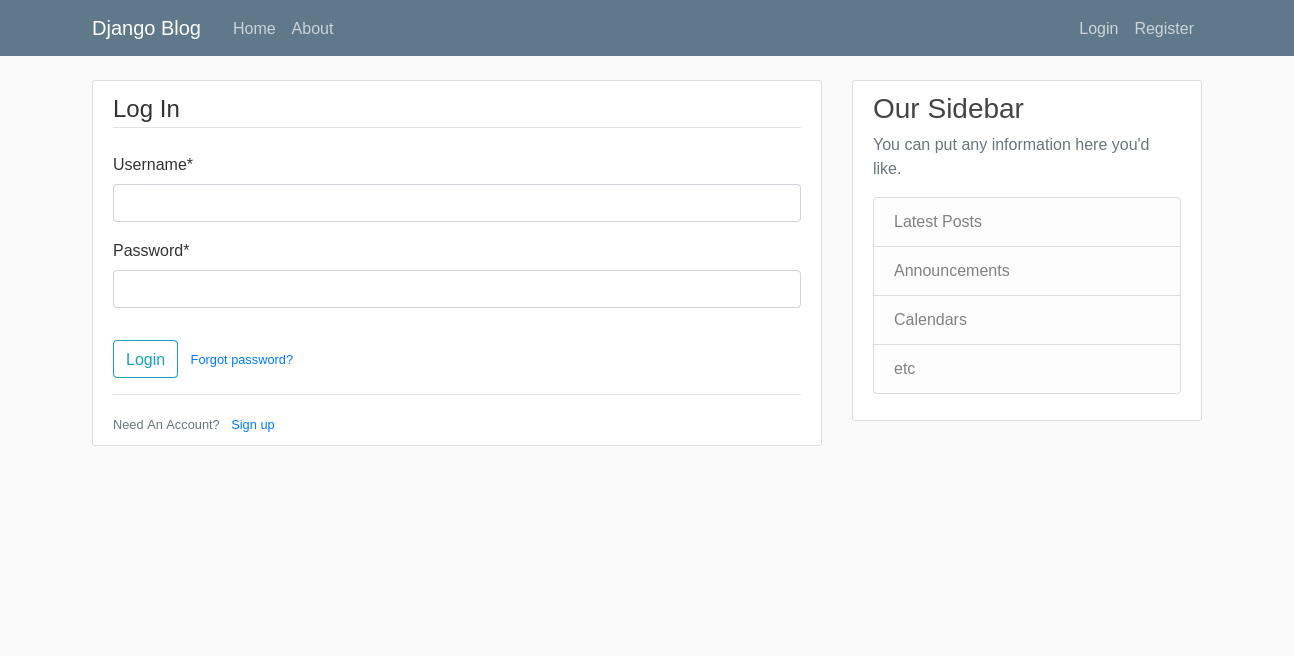 Django Blog Home About Login Register
Log In
Username*
Password*
Login Forgot password?
Need An Account? Sign up
Our Sidebar
You can put any information here you'd
like.
Latest Posts
Announcements
Calendars
etc